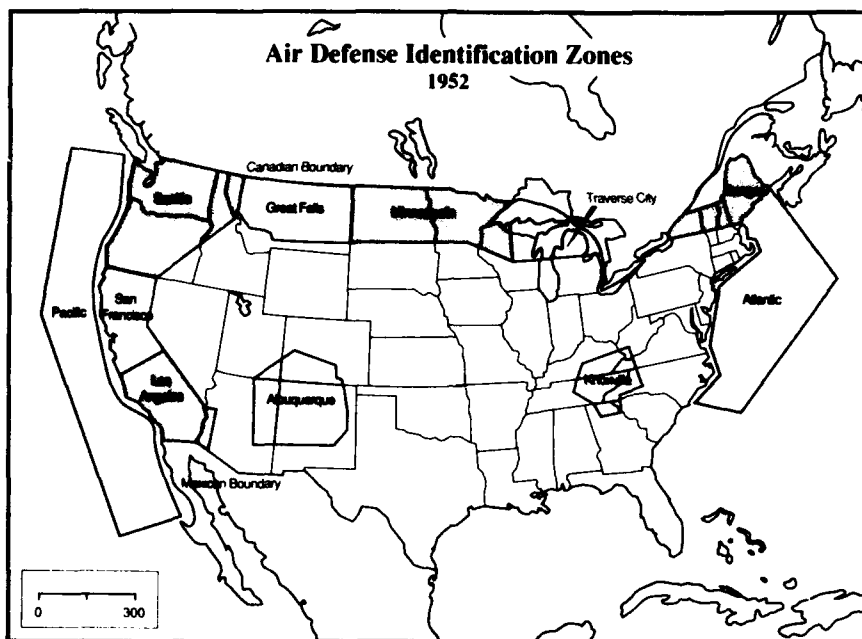 Air Defense Identification Zones
1952
Canadian Boundary
Traverse City
Seattle
Great Falls
Minneapolis
San
Francisco
Pacific
Atlantic
Los
Angeles
Albuquerque
Knoxville
Mexican Boundary
0
300